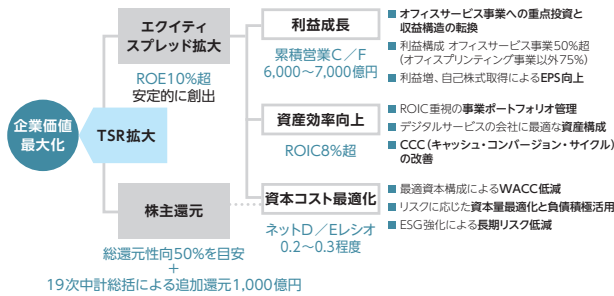 企業価値
最大化
TSR拡大
エクイティ
スプレッド拡大
ROE10%超
安定的に創出
株主還元
総還元性向50%を目安
+
19次中計総括による追加還元1,000億円
利益成長
累積営業C/F
6,000～7,000億円
資産効率向上
ROIC8%超
資本コスト最適化
ネットD/Eレシオ
0.2～0.3程度
■ オフィスサービス事業への重点投資と
収益構造の転換
■ 利益構成 オフィスサービス事業50%超
(オフィスプリンティング事業以外75%)
■ 利益増、自己株式取得によるEPS向上
■ ROIC重視の事業ポートフォリオ管理
■ デジタルサービスの会社に最適な資産構成
■ CCC(キャッシュ・コンバージョン・サイクル)
の改善
■ 最適資本構成によるWACC低減
■ リスクに応じた資本量最適化と負債積極活用
■ ESG強化による長期リスク低減